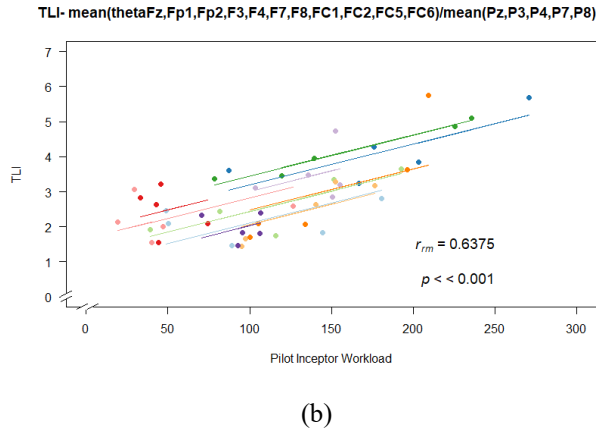 TLI- mean(thetaFz,Fp1,Fp2,F3,F4,F7,F8,FC1,FC2,FC5,FC6)/mean(Pz,P3,P4,P7,P8)
7
6
5
4
3
2
1
0
TLI
r_rm = 0.6375
p << 0.001
0 50 100 150 200 250 300
Pilot Inceptor Workload
(b)